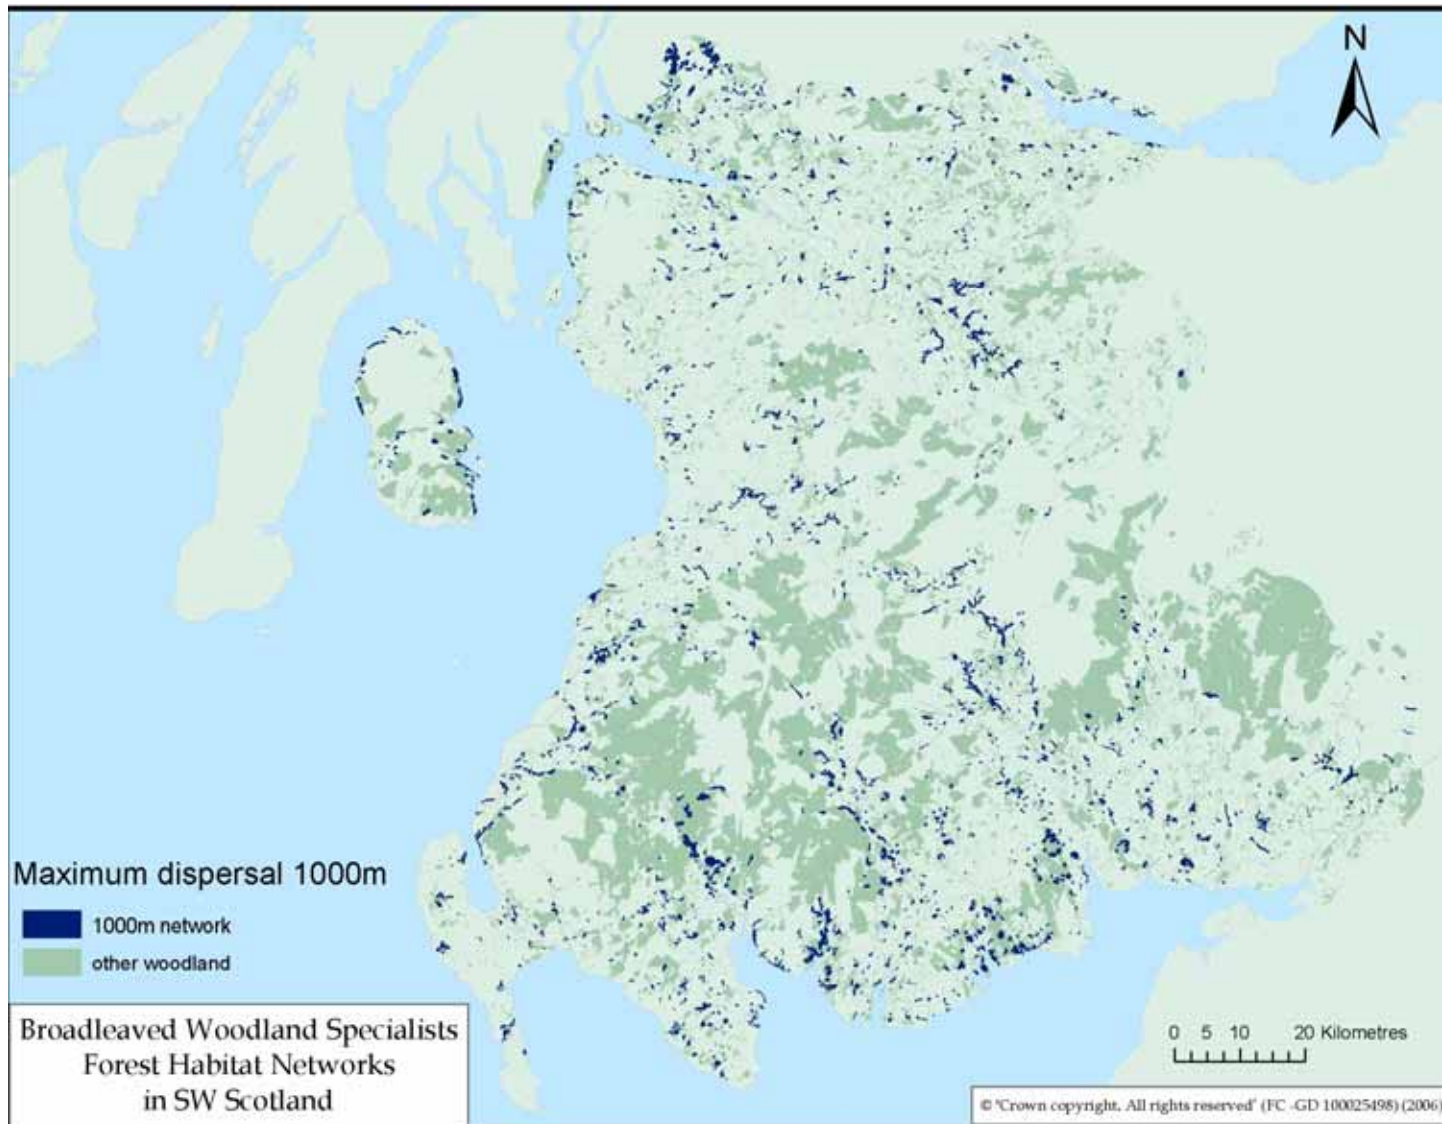 N
Maximum dispersal 1000m
1000m network
other woodland
Broadleaved Woodland Specialists
Forest Habitat Networks
in SW Scotland
0 5 10 20 Kilometres
© 'Crown copyright. All rights reserved' (FC -GD 100025498) (2006)